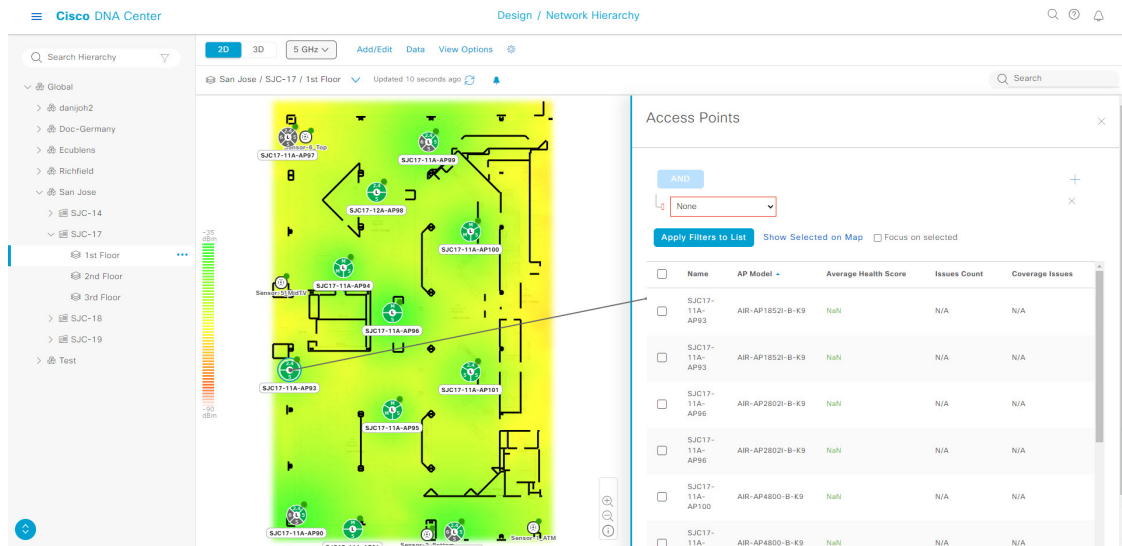 Cisco DNA Center
Design / Network Hierarchy
Search Hierarchy
Global
danijoh2
Doc-Germany
Ecublens
Richfield
San Jose
SJC-14
SJC-17
1st Floor
2nd Floor
3rd Floor
SJC-18
SJC-19
Test
2D
3D
5 GHz
Add/Edit
Data
View Options
San Jose / SJC-17 / 1st Floor
Updated 10 seconds ago
Search
-35
dBm
-90
dBm
Sensor-6_Top
SJC17-11A-AP97
SJC17-11A-AP99
SJC17-12A-AP98
SJC17-11A-AP100
SJC17-11A-AP94
SJC17-11A-AP96
SJC17-11A-AP93
SJC17-11A-AP101
SJC17-11A-AP95
SJC17-11A-AP90
Access Points
AND
None
Apply Filters to List
Show Selected on Map
Focus on selected
Name AP Model Average Health Score Issues Count Coverage Issues
SJC17-
11A-
AP93
AIR-AP1852I-B-K9 NaN N/A N/A
SJC17-
11A-
AP93
AIR-AP1852I-B-K9 NaN N/A N/A
SJC17-
11A-
AP96
AIR-AP2802I-B-K9 NaN N/A N/A
SJC17-
11A-
AP96
AIR-AP2802I-B-K9 NaN N/A N/A
SJC17-
11A-
AP100
AIR-AP4800-B-K9 NaN N/A N/A
SJC17-
11A-
AIR-AP4800-B-K9 NaN N/A N/A